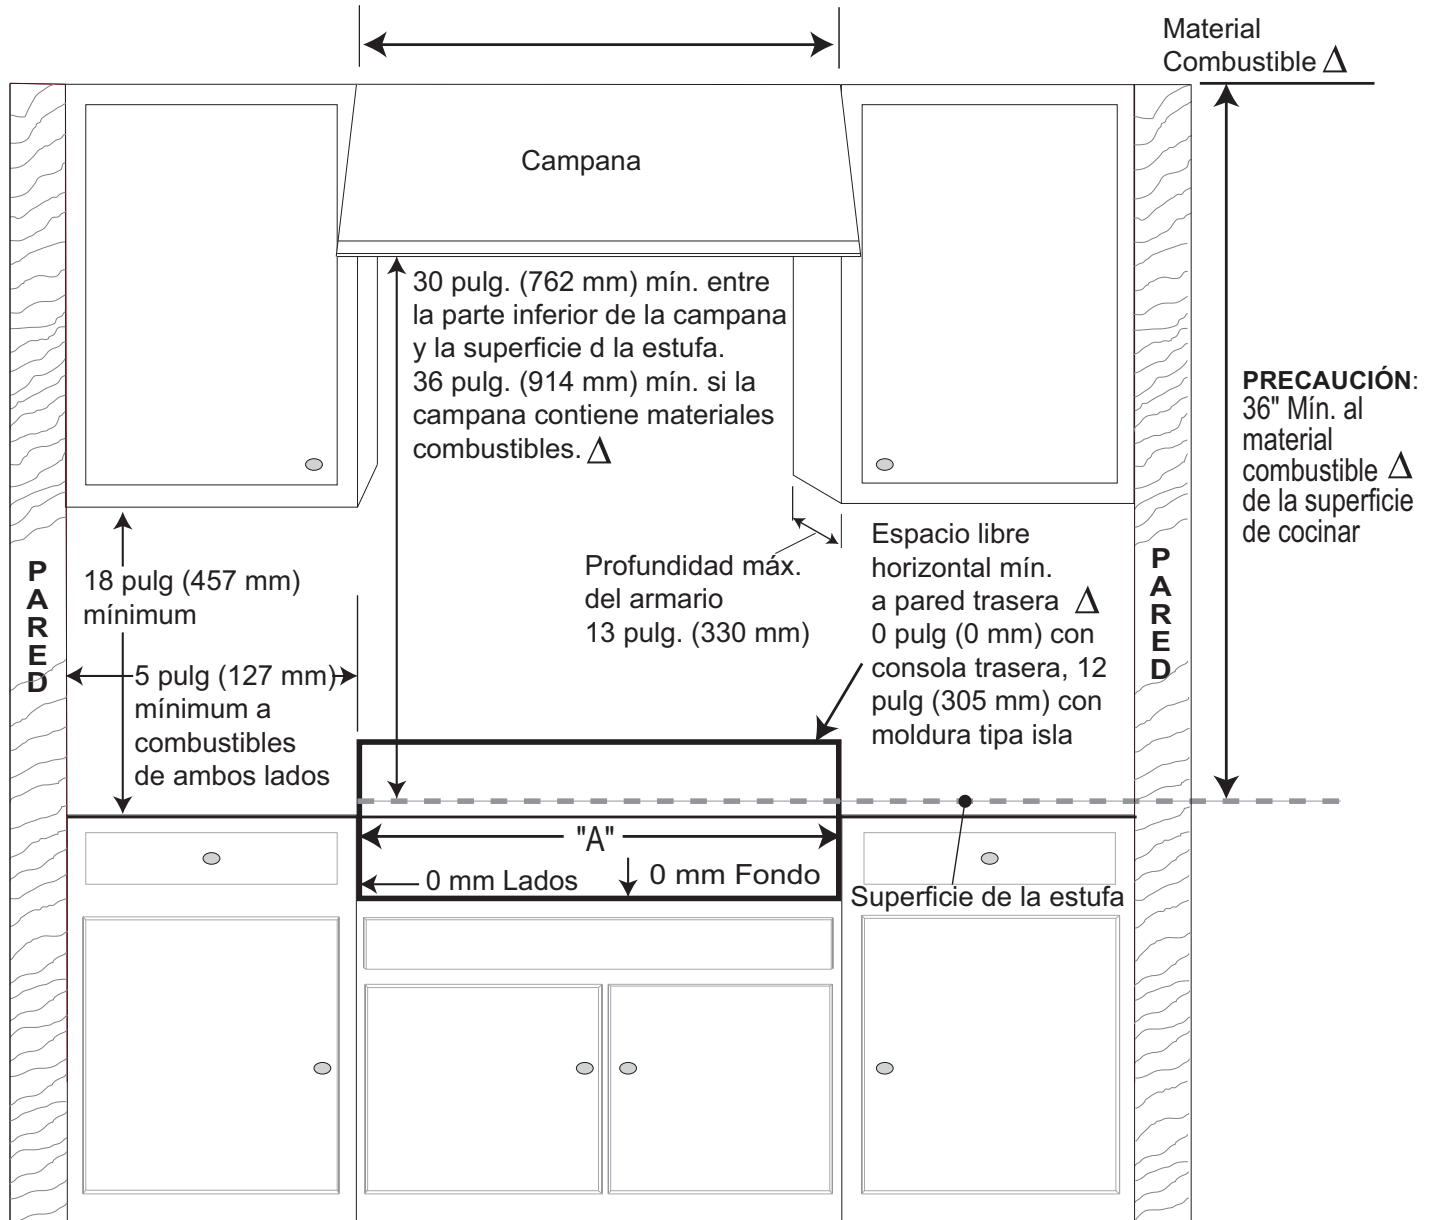 Material
Combustible Δ
Campana
30 pulg. (762 mm) mín. entre
la parte inferior de la campana
y la superficie d la estufa.
36 pulg. (914 mm) mín. si la
campana contiene materiales
combustibles. Δ
PRECAUCIÓN:
36" Mín. al
material
combustible Δ
de la superficie
de cocinar
PARED
18 pulg (457 mm)
mínimum
5 pulg (127 mm)
mínimum a
combustibles
de ambos lados
Profundidad máx.
del armario
13 pulg. (330 mm)
Espacio libre
horizontal mín.
a pared trasera Δ
0 pulg (0 mm) con
consola trasera, 12
pulg (305 mm) con
moldura tipa isla
PARED
"A"
0 mm Lados
0 mm Fondo
Superficie de la estufa